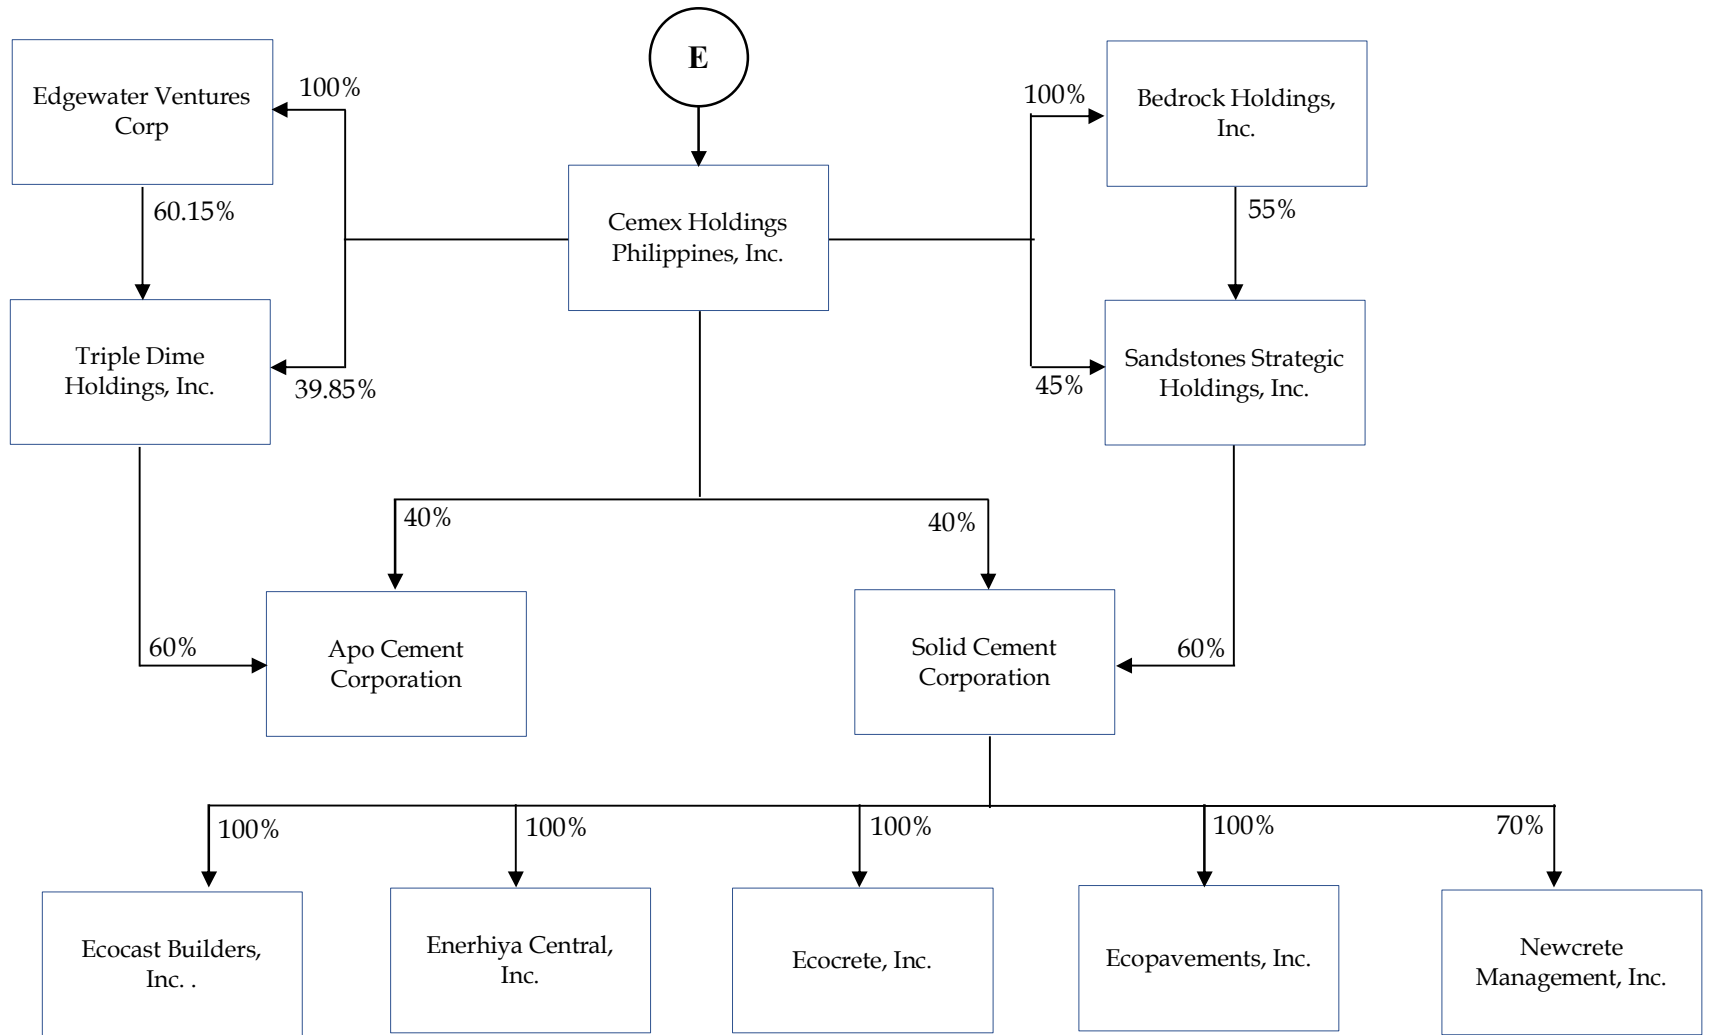 E
Edgewater Ventures
Corp
100%
100%
Bedrock Holdings,
Inc.
60.15%
Cemex Holdings
Philippines, Inc.
55%
Triple Dime
Holdings, Inc.
39.85%
Sandstones Strategic
Holdings, Inc.
45%
40%
40%
60%
Apo Cement
Corporation
Solid Cement
Corporation
60%
100%
100%
100%
100%
70%
Ecocast Builders,
Inc. .
Enerhiya Central,
Inc.
Ecocrete, Inc.
Ecopavements, Inc.
Newcrete
Management, Inc.